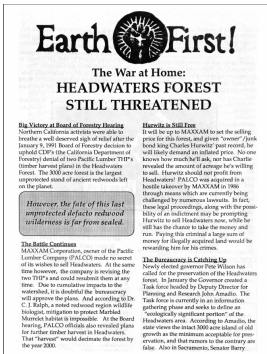 Earth First!
The War at Home:
HEADWATERS FOREST
STILL THREATENED
Big Victory at Board of Forestry Hearing
Northern California activists were able to
breathe a well deserved sigh of relief after the
January 9, 1991 Board of Forestry decision to
uphold CDF's (the California Department of
Forestry) denial of two Pacific Lumber THP's
(timber harvest plans) in the Headwaters
Forest. The 3000 acre forest is the largest
unprotected stand of ancient redwoods left
on the planet.
However, the fate of this last
unprotected defacto redwood
wilderness is far from sealed.
The Battle Continues
MAXXAM Corporation, owner of the Pacific
Lumber Company (PALCO) made no secret
of its wishes to sell Headwaters. At the same
time however, the company is revising the
two THP's and could resubmit them at any
time. Due to cumulative impacts to the
watershed, it is doubtful the bureaucracy
will approve the plans. And according to Dr.
C. J. Ralph, a noted redwood region wildlife
biologist, mitigation to protect Marbled
Murrelet habitat is impossible. At the Board
hearing, PALCO officials also revealed plans
for further timber harvest in Headwaters.
That "harvest" would decimate the forest by
the year 2000.
Hurwitz is Still Free
It will be up to MAXXAM to set the selling
price for this forest, and given "owner"/junk
bond king Charles Hurwitz' past record, he
will likely demand an inflated price. No one
knows how much he'll ask, nor has Charlie
revealed the amount of acreage he's willing
to sell. Hurwitz should not profit from
Headwaters! PALCO was acquired in a
hostile takeover by MAXXAM in 1986
through means which are currently being
challenged by numerous lawsuits. In fact,
these legal proceedings, along with the possi-
bility of an indictment may be prompting
Hurwitz to sell Headwaters now, while he
still has the chance to take the money and
run. Paying this criminal a large sum of
money for illegally acquired land would be
rewarding him for his crimes.
The Bureaucracy is Catching Up
Newly elected governor Pete Wilson has
called for the preservation of the Headwaters
Forest. In January the Governor created a
Task force headed by Deputy Director of
Planning and Research John Amadio. The
Task force is currently in an information
gathering phase and seeks to define an
"ecologically significant portion" of the
Headwaters area. According to Amadio, the
state views the intact 3000 acre island of old
growth as the minimum acceptable for pres-
ervation, and that rumors to the contrary are
false. Also in Sacramento, Senator Barry